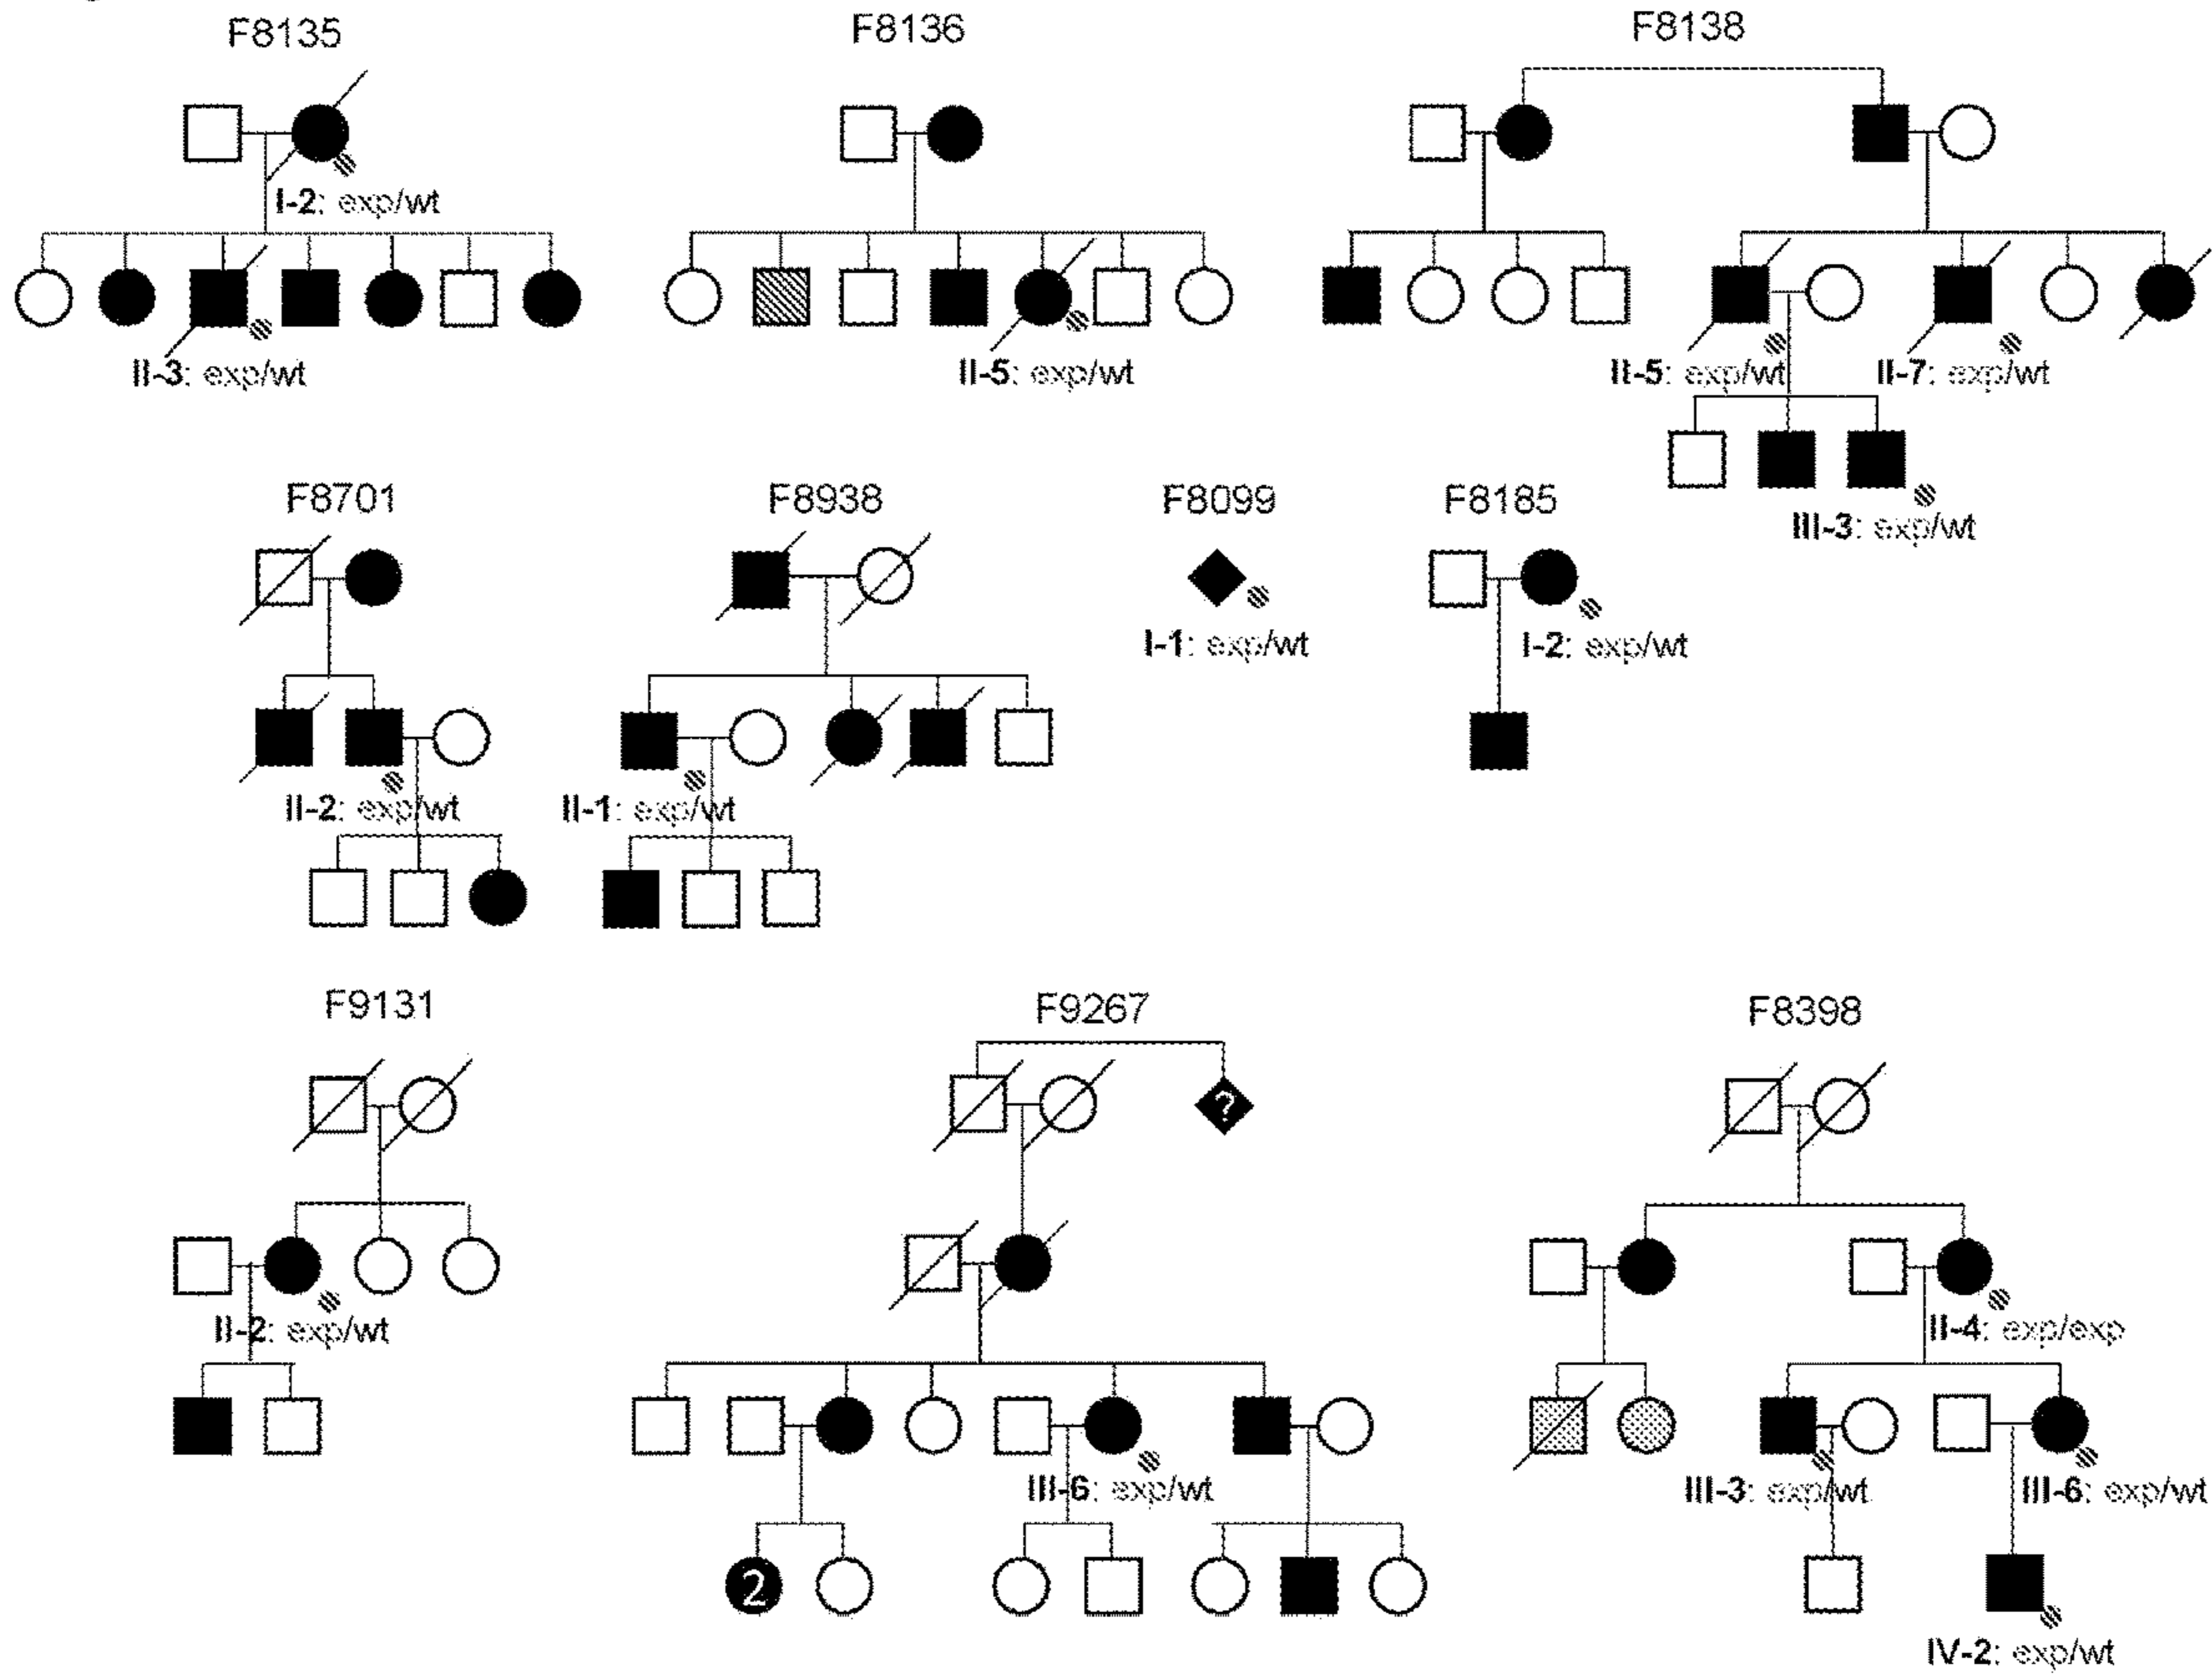 F8135 F8136 F8138
I-2: exp/wt
II-3: exp/wt II-5: exp/wt II-5: exp/wt II-7: exp/wt
F8701 F8938 F8099 F8185
III-3: exp/wt
I-1: exp/wt I-2: exp/wt
II-2: exp/wt II-1: exp/wt
F9131 F9267 F8398
?
II-2: exp/wt II-4: exp/exp
III-6: exp/wt III-3: exp/wt III-6: exp/wt
2
IV-2: exp/wt